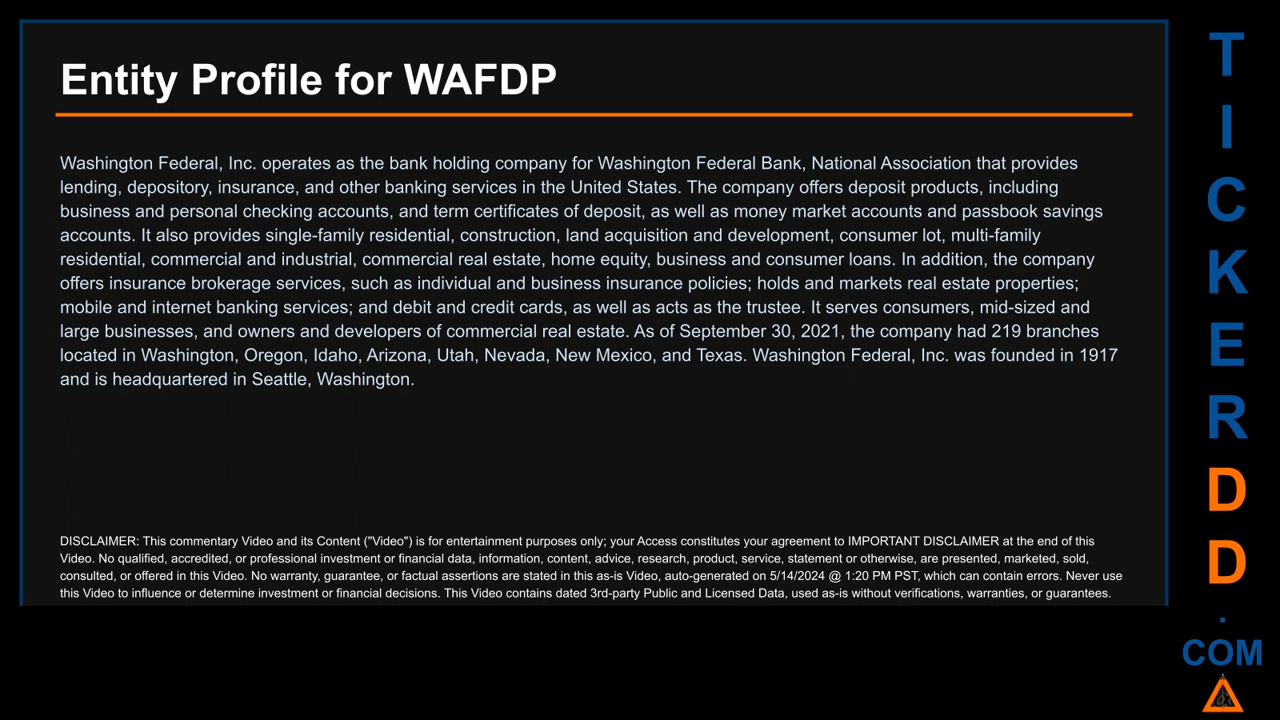 Entity Profile for WAFDP
Washington Federal, Inc. operates as the bank holding company for Washington Federal Bank, National Association that provides
lending, depository, insurance, and other banking services in the United States. The company offers deposit products, including
business and personal checking accounts, and term certificates of deposit, as well as money market accounts and passbook savings
accounts. It also provides single-family residential, construction, land acquisition and development, consumer lot, multi-family
residential, commercial and industrial, commercial real estate, home equity, business and consumer loans. In addition, the company
offers insurance brokerage services, such as individual and business insurance policies; holds and markets real estate properties;
mobile and internet banking services; and debit and credit cards, as well as acts as the trustee. It serves consumers, mid-sized and
large businesses, and owners and developers of commercial real estate. As of September 30, 2021, the company had 219 branches
located in Washington, Oregon, Idaho, Arizona, Utah, Nevada, New Mexico, and Texas. Washington Federal, Inc. was founded in 1917
and is headquartered in Seattle, Washington.
DISCLAIMER: This commentary Video and its Content ("Video") is for entertainment purposes only; your Access constitutes your agreement to IMPORTANT DISCLAIMER at the end of this
Video. No qualified, accredited, or professional investment or financial data, information, content, advice, research, product, service, statement or otherwise, are presented, marketed, sold,
consulted, or offered in this Video. No warranty, guarantee, or factual assertions are stated in this as-is Video, auto-generated on 5/14/2024 @ 1:20 PM PST, which can contain errors. Never use
this Video to influence or determine investment or financial decisions. This Video contains dated 3rd-party Public and Licensed Data, used as-is without verifications, warranties, or guarantees.
T
I
C
K
E
R
D
D
.
COM